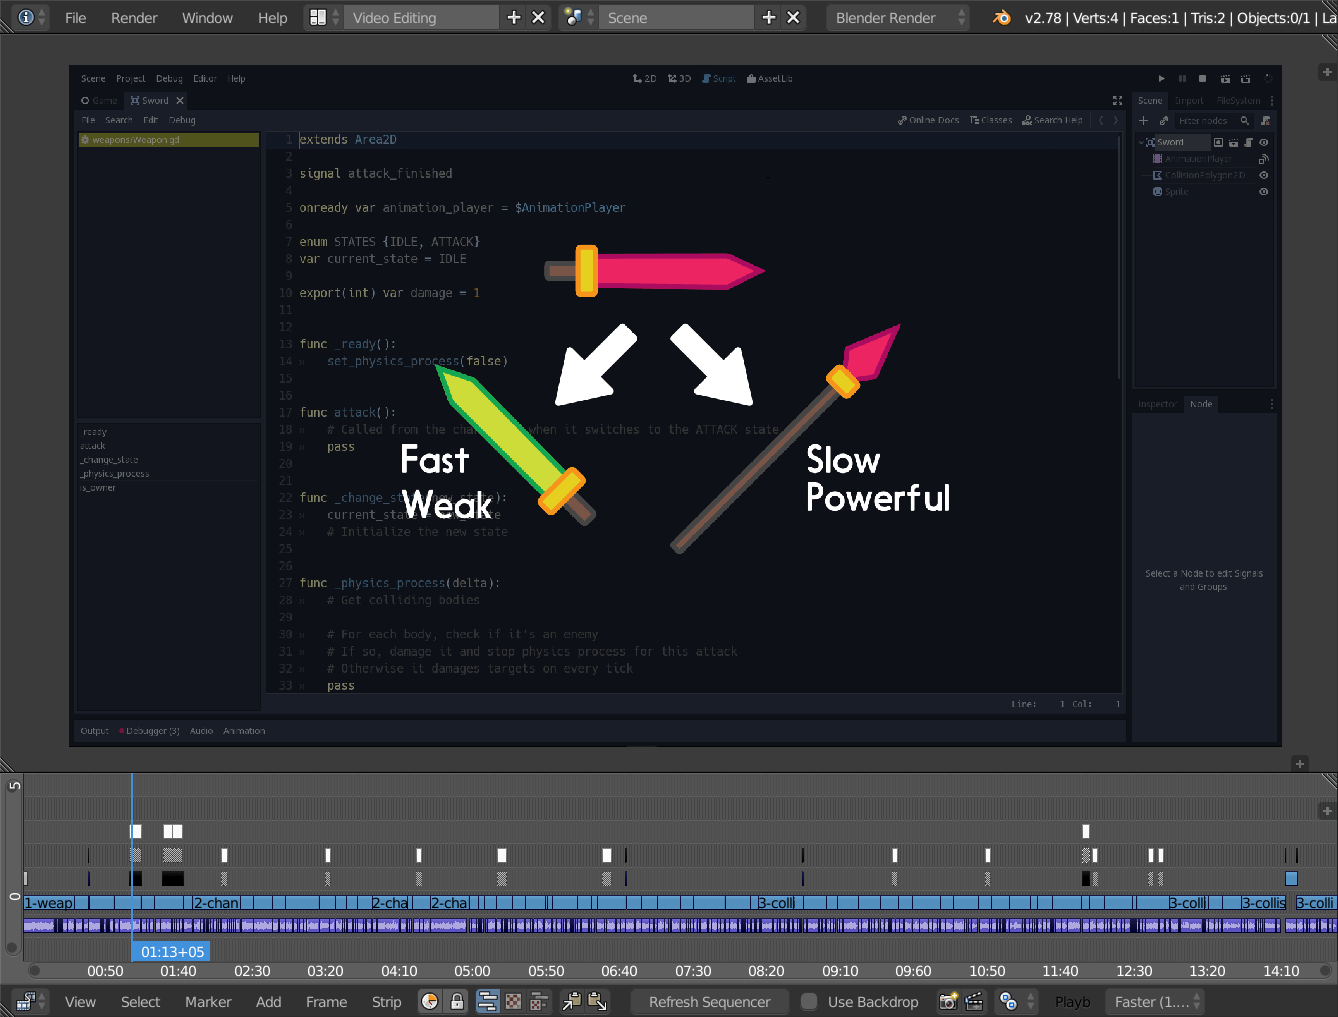 File Render Window Help Video Editing Scene Blender Render v2.78 | Verts:4 | Faces:1 | Tris:2 | Objects:0/1 | La
Scene Project Debug Editor Help 2D 3D Script AssetLib
Game Sword Scene Import FileSystem
File Search Edit Debug Online Docs Classes Search Help Filter nodes
weapons/Weapon.gd
Sword
AnimationPlayer
CollisionPolygon2D
Sprite
1 extends Area2D
2
3 signal attack_finished
4
5 onready var animation_player = $AnimationPlayer
6
7 enum STATES {IDLE, ATTACK}
8 var current_state = IDLE
9
10 export(int) var damage = 1
11
12
13 func _ready():
14 set_physics_process(false)
15
16
17 func attack():
18 # Called from the cha when it switches to the ATTACK state
19 pass
20
21
22 func _change_st
23 current_stat
24 # Initialize the new state
25
26
27 func _physics_process(delta):
28 # Get colliding bodies
29
30 # For each body, check if it's an enemy
31 # If so, damage it and stop physics process for this attack
32 # Otherwise it damages targets on every tick
33 pass
Fast
Weak
Slow
Powerful
_ready
attack
_change_state
_physics_process
is_owner
Inspector Node
Select a Node to edit Signals
and Groups
Line: 1 Col: 1
Output Debugger (3) Audio Animation
5
0
1-weap 2-chan 2-cha 2-cha 3-colli 3-colli 3-collis 3-colli
01:13+05
00:50 01:40 02:30 03:20 04:10 05:00 05:50 06:40 07:30 08:20 09:10 09:60 10:50 11:40 12:30 13:20 14:10
View Select Marker Add Frame Strip Refresh Sequencer Use Backdrop Playb Faster (1....